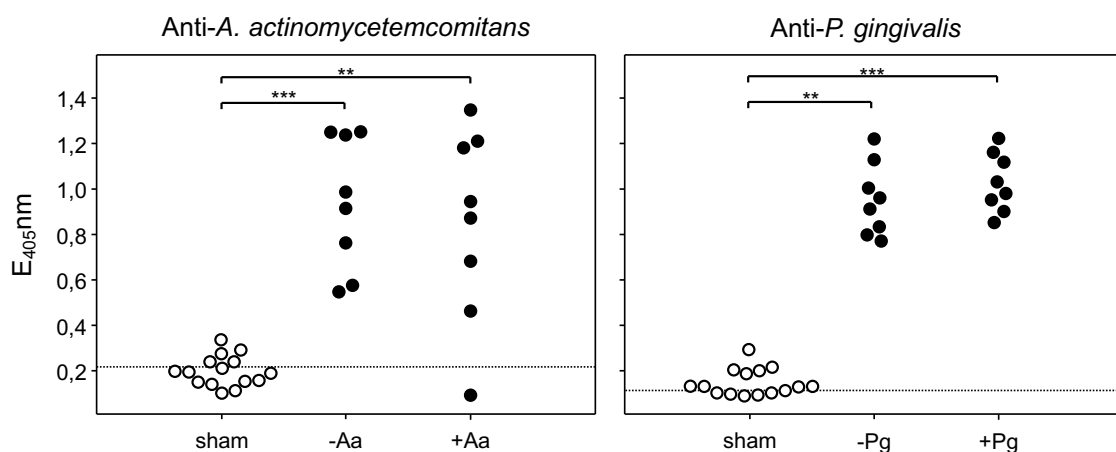 Anti-A. actinomycetemcomitans
Anti-P. gingivalis
** ***
*** **
1,4
1,2
1,0
0,8
0,6
0,4
0,2
E405nm
sham -Aa +Aa sham -Pg +Pg